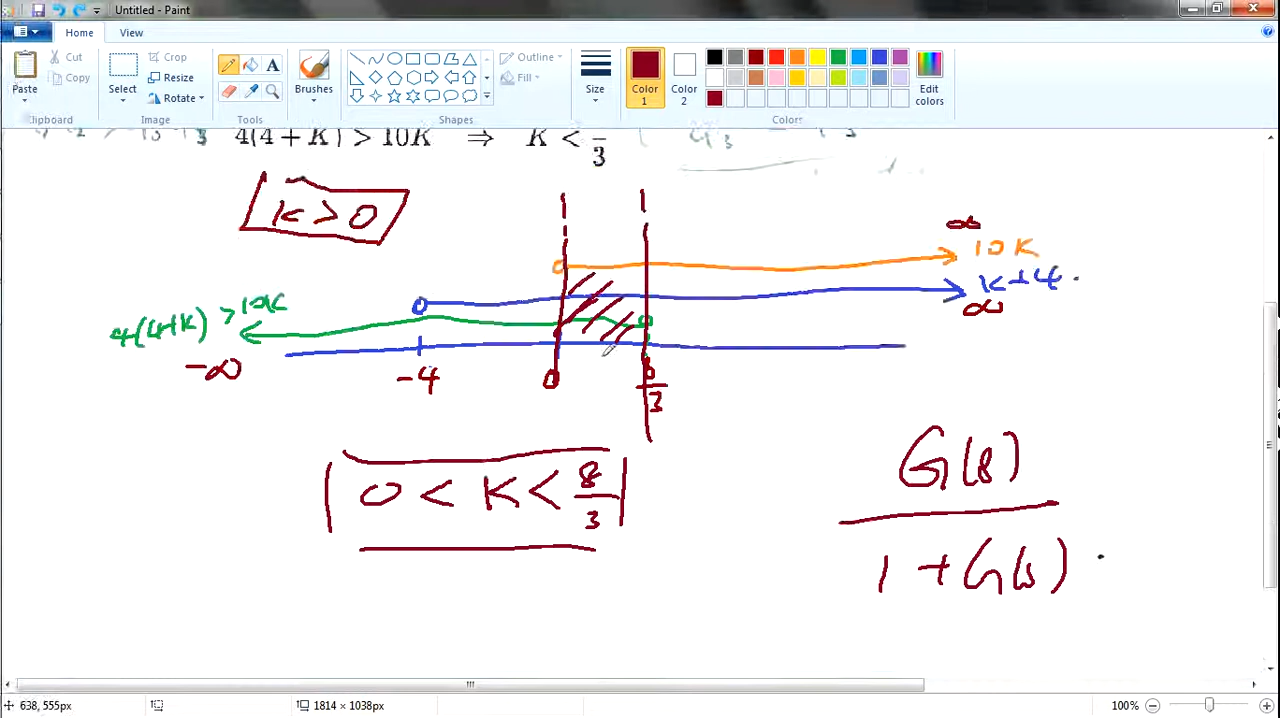 Untitled - Paint
Home View
Paste Cut Copy Select Crop Resize Rotate Brushes Outline Fill Size Color 1 Color 2 Edit colors
Clipboard Image Tools Shapes Colors
4(4 + K) > 10K ⇒ K < 3
K > 0
∞
10K
K+4
∞
4(4+K) > 10K
-∞
-4
0
8/3
0 < K < 8/3
G(s)
1 + G(s)
638, 555px 1814 × 1038px 100%